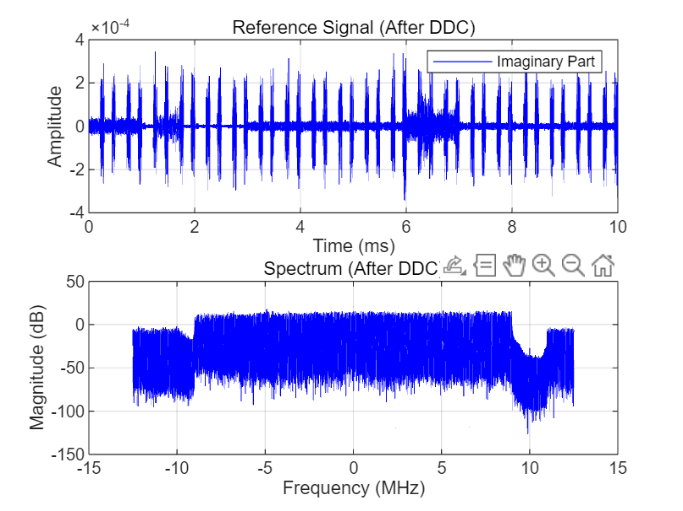 Reference Signal (After DDC)
×10-4
4
2
0
-2
-4
Amplitude
Imaginary Part
0 2 4 6 8 10
Time (ms)
Spectrum (After DDC
50
0
-50
-100
-150
Magnitude (dB)
-15 -10 -5 0 5 10 15
Frequency (MHz)